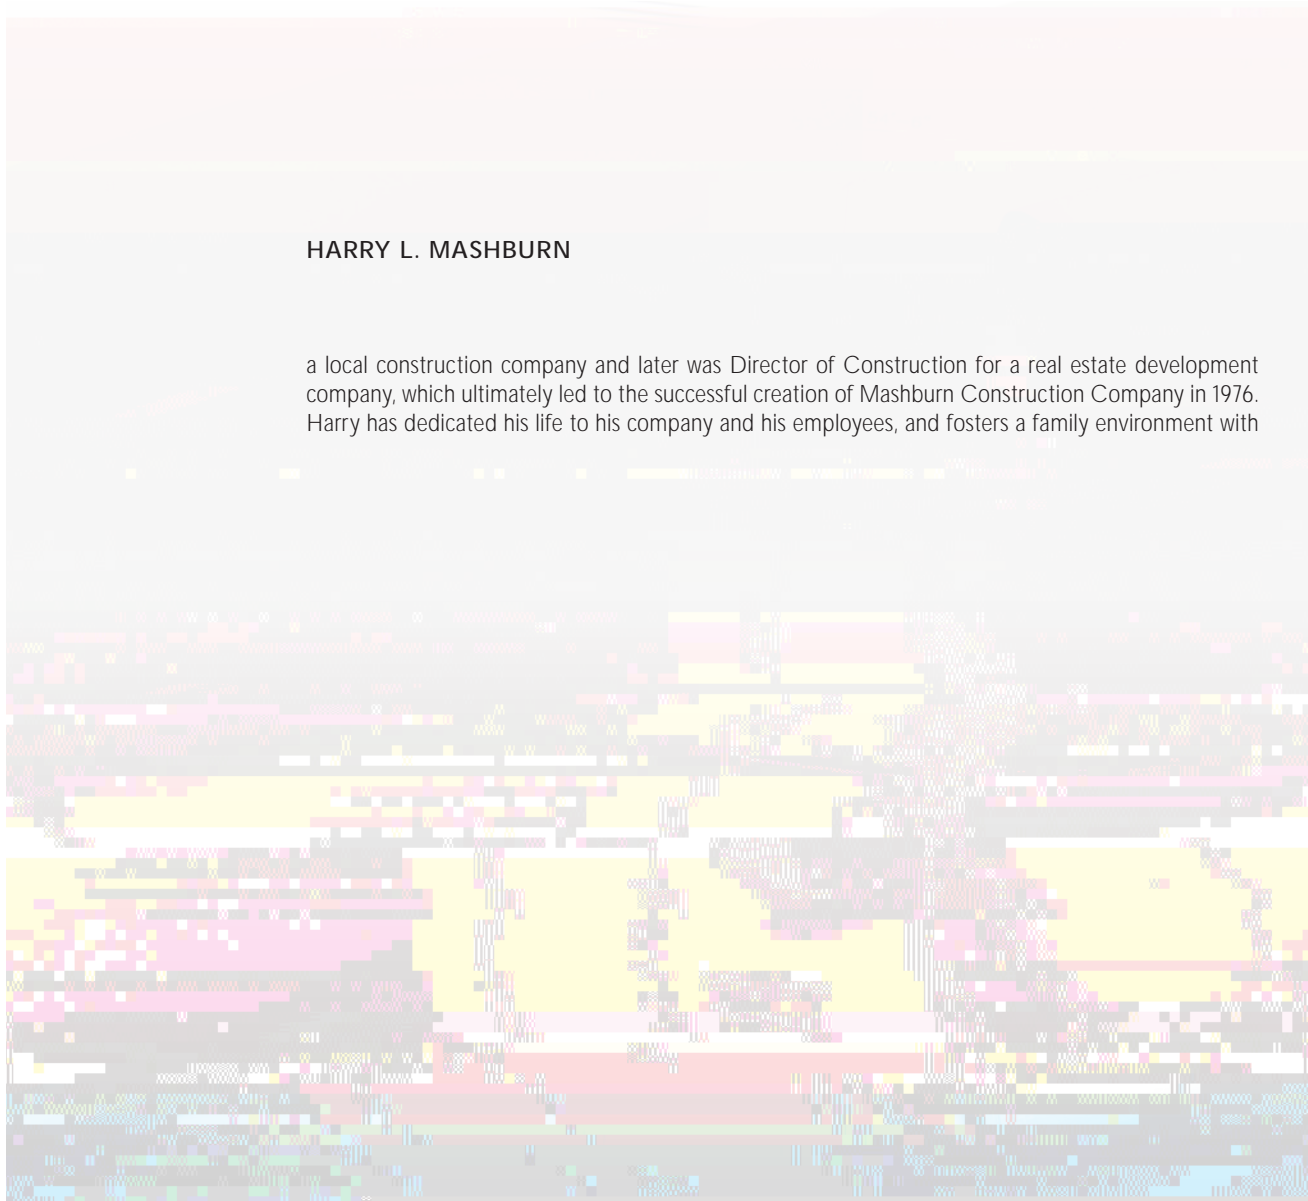 HARRY L. MASHBURN
a local construction company and later was Director of Construction for a real estate development
company, which ultimately led to the successful creation of Mashburn Construction Company in 1976.
Harry has dedicated his life to his company and his employees, and fosters a family environment with